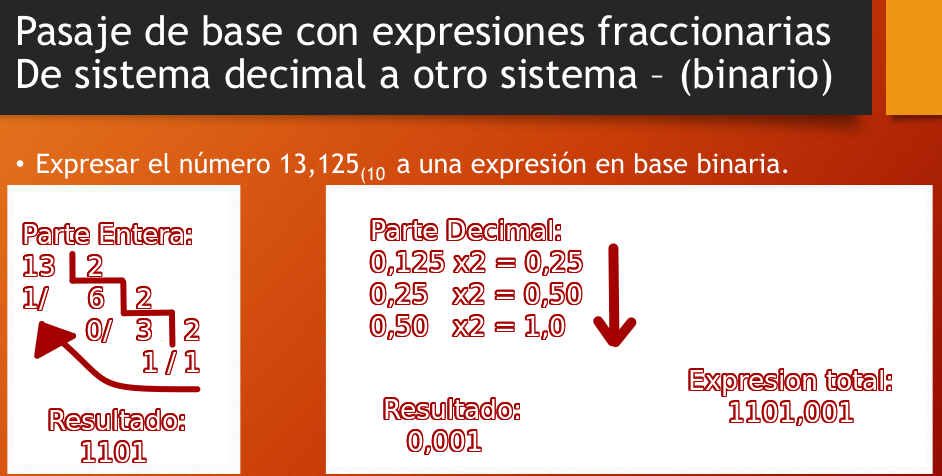 Pasaje de base con expresiones fraccionarias
De sistema decimal a otro sistema – (binario)
• Expresar el número 13,125(10 a una expresión en base binaria.
Parte Entera:
13 2
1/ 6 2
0/ 3 2
1 / 1
Resultado:
1101
Parte Decimal:
0,125 x2 = 0,25
0,25 x2 = 0,50
0,50 x2 = 1,0
Resultado:
0,001
Expresion total:
1101,001